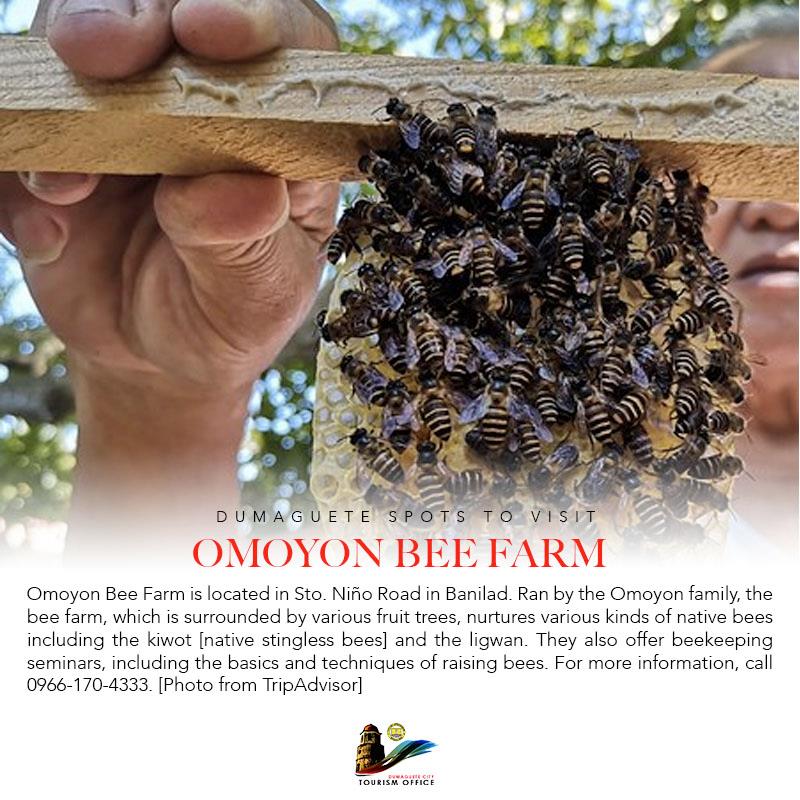 DUMAGUETE SPOTS TO VISIT
OMOYON BEE FARM
Omoyon Bee Farm is located in Sto. Niño Road in Banilad. Ran by the Omoyon family, the
bee farm, which is surrounded by various fruit trees, nurtures various kinds of native bees
including the kiwot [native stingless bees] and the ligwan. They also offer beekeeping
seminars, including the basics and techniques of raising bees. For more information, call
0966-170-4333. [Photo from TripAdvisor]
DUMAGUETE CITY
TOURISM OFFICE